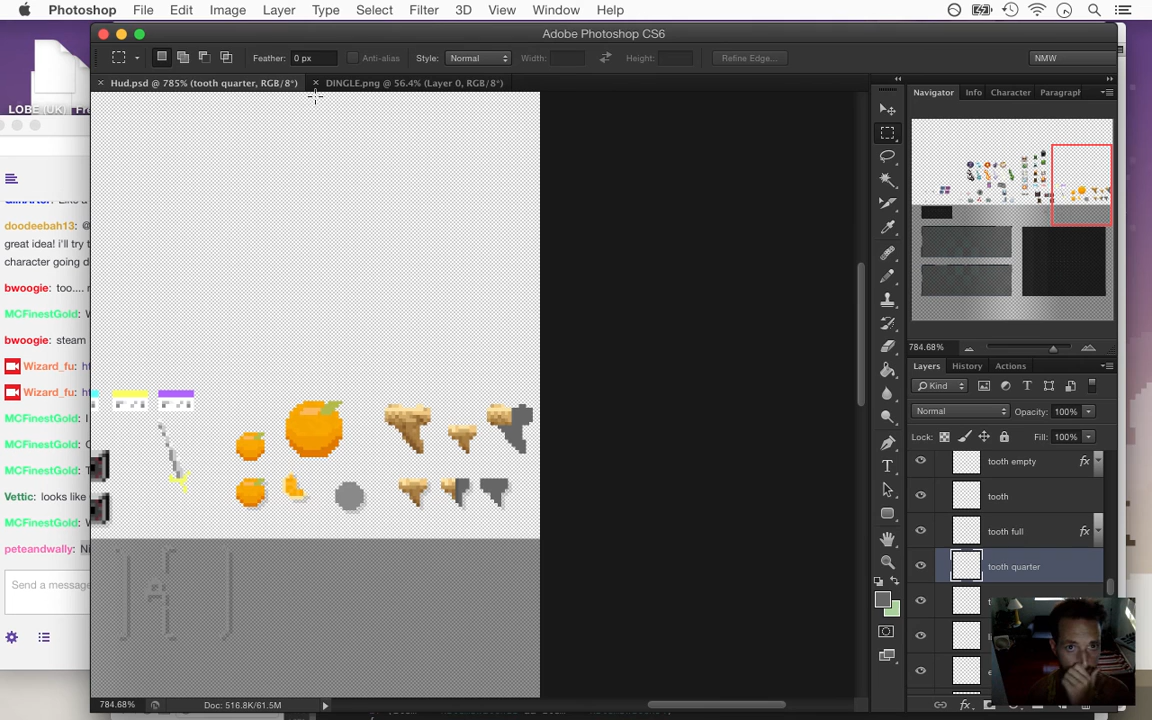 Photoshop File Edit Image Layer Type Select Filter 3D View Window Help
Adobe Photoshop CS6
Feather: 0 px Anti-alias Style: Normal Width: Height: Refine Edge... NMW
Hud.psd @ 785% (tooth quarter, RGB/8*) DINGLE.png @ 56.4% (Layer 0, RGB/8*)
Navigator Info Character Paragraph
LOBE (UK)
doodeebah13: @
great idea! i'll try t
character going d
bwoogie: too....
MCFinestGold:
bwoogie: steam
Wizard_fu:
Wizard_fu:
MCFinestGold: I
MCFinestGold:
MCFinestGold:
Vettic: looks like
MCFinestGold:
peteandwally:
Send a message
784.68%
Layers History Actions
Kind
Normal Opacity: 100%
Lock: Fill: 100%
tooth empty fx
tooth
tooth full fx
tooth quarter
784.68% Doc: 516.8K/61.5M